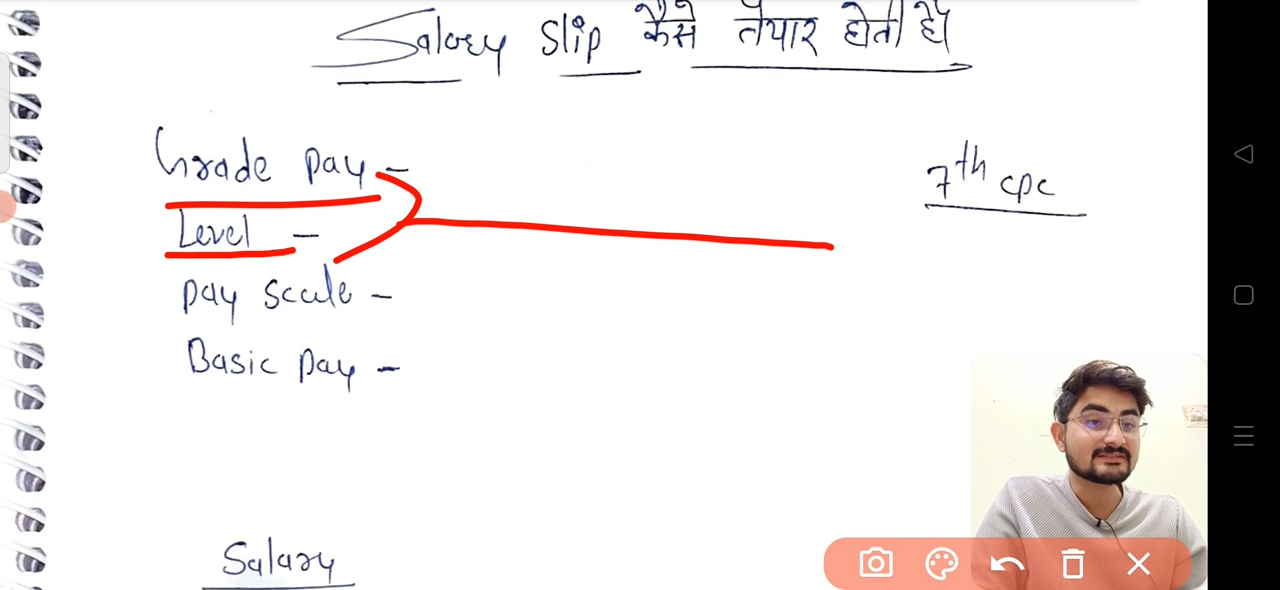 Salary slip कैसे तैयार होती है।
Grade pay -
7th cpc
Level -
pay scale -
Basic pay -
Salary